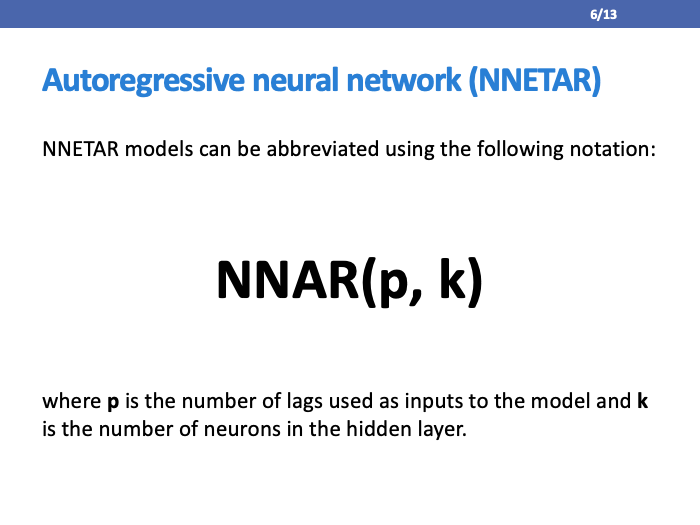 6/13
Autoregressive neural network (NNETAR)
NNETAR models can be abbreviated using the following notation:
NNAR(p, k)
where p is the number of lags used as inputs to the model and k
is the number of neurons in the hidden layer.